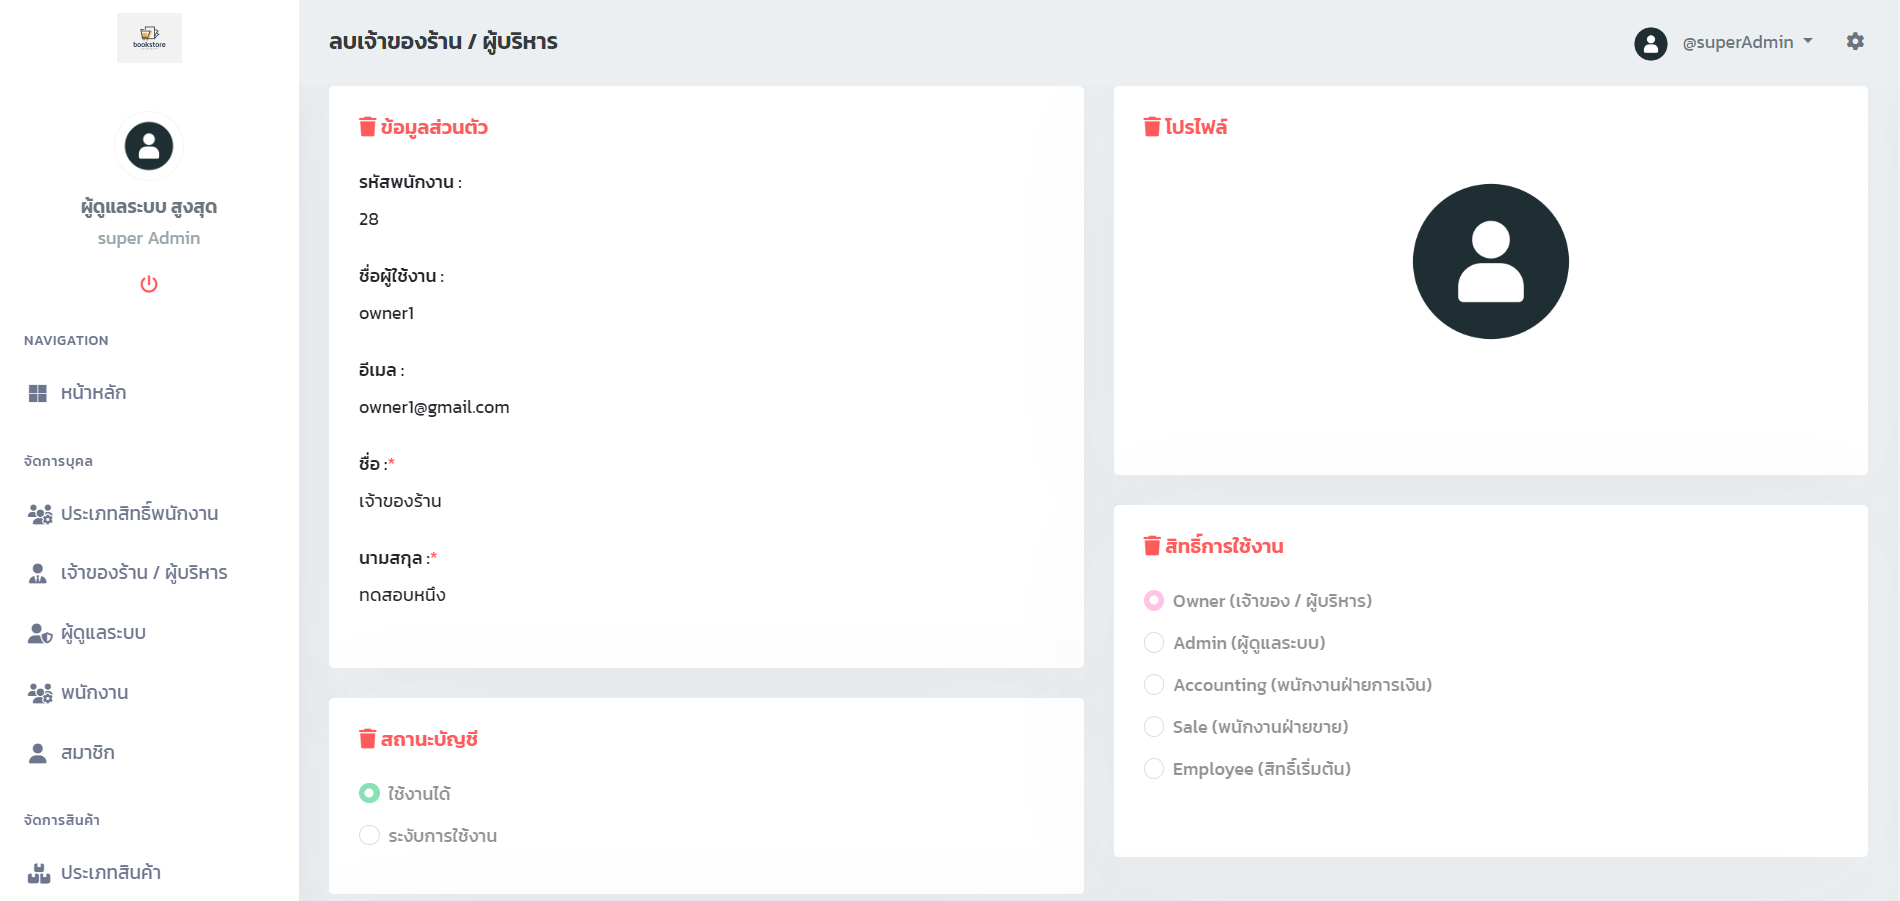 bookstore
ผู้ดูแลระบบ สูงสุด
super Admin
NAVIGATION
หน้าหลัก
จัดการบุคล
ประเภทสิทธิ์พนักงาน
เจ้าของร้าน / ผู้บริหาร
ผู้ดูแลระบบ
พนักงาน
สมาชิก
จัดการสินค้า
ประเภทสินค้า
ลบเจ้าของร้าน / ผู้บริหาร
@superAdmin
ข้อมูลส่วนตัว
รหัสพนักงาน :
28
ชื่อผู้ใช้งาน :
owner1
อีเมล :
owner1@gmail.com
ชื่อ :*
เจ้าของร้าน
นามสกุล :*
ทดสอบหนึ่ง
สถานะบัญชี
ใช้งานได้
ระงับการใช้งาน
โปรไฟล์
สิทธิ์การใช้งาน
Owner (เจ้าของ / ผู้บริหาร)
Admin (ผู้ดูแลระบบ)
Accounting (พนักงานฝ่ายการเงิน)
Sale (พนักงานฝ่ายขาย)
Employee (สิทธิ์เริ่มต้น)